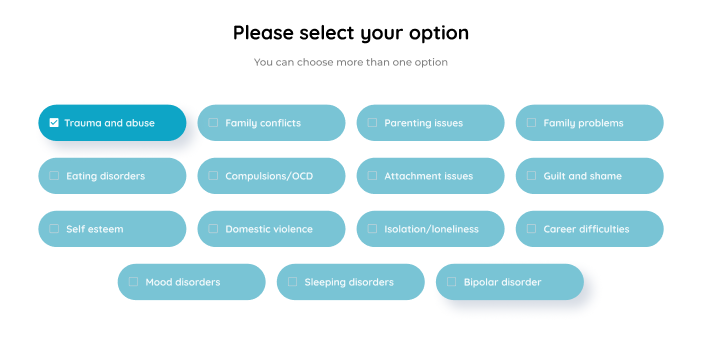 Please select your option
You can choose more than one option
Trauma and abuse
Family conflicts
Parenting issues
Family problems
Eating disorders
Compulsions/OCD
Attachment issues
Guilt and shame
Self esteem
Domestic violence
Isolation/loneliness
Career difficulties
Mood disorders
Sleeping disorders
Bipolar disorder